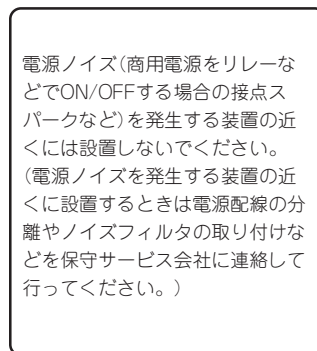 電源ノイズ（商用電源をリレーな
どでON/OFFする場合の接点ス
パークなど）を発生する装置の近
くには設置しないでください。
（電源ノイズを発生する装置の近
くに設置するときは電源配線の分
離やノイズフィルタの取り付けな
どを保守サービス会社に連絡して
行ってください。）